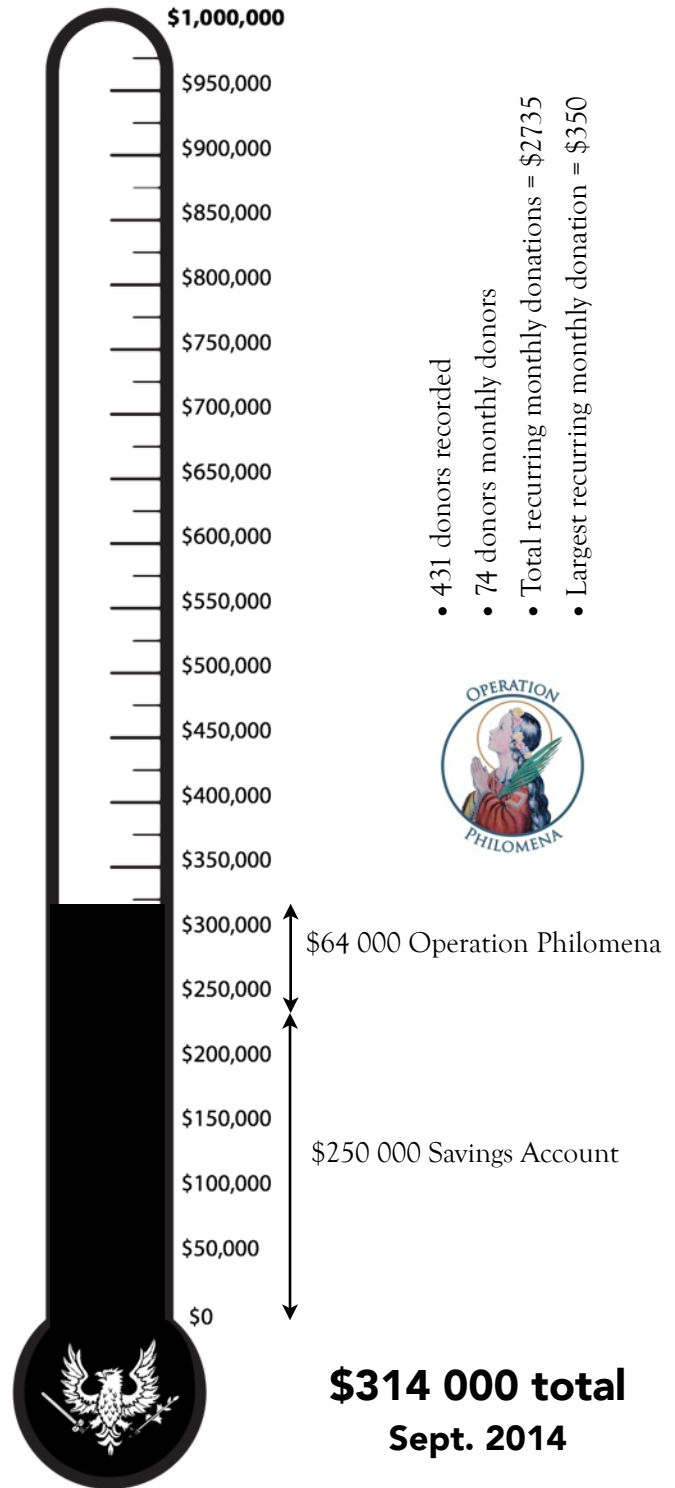 $1,000,000
$950,000
$900,000
$850,000
$800,000
$750,000
$700,000
$650,000
$600,000
$550,000
$500,000
$450,000
$400,000
$350,000
$300,000
$250,000
$200,000
$150,000
$100,000
$50,000
$0
• 431 donors recorded
• 74 donors monthly donors
• Total recurring monthly donations = $2735
• Largest recurring monthly donation = $350
OPERATION
PHILOMENA
$64 000 Operation Philomena
$250 000 Savings Account
$314 000 total
Sept. 2014